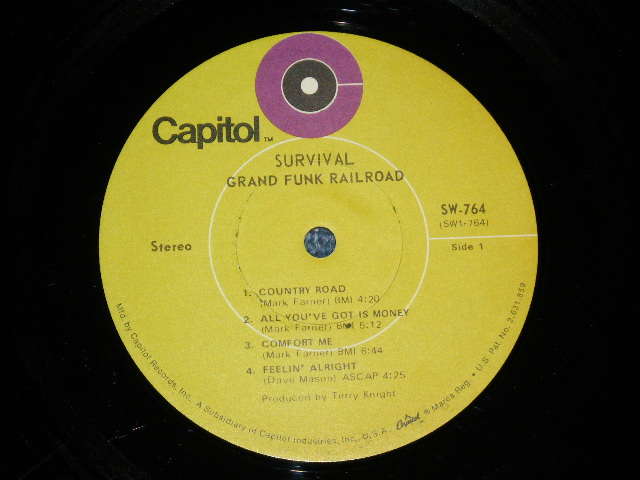 Capitol TM
SURVIVAL
GRAND FUNK RAILROAD
SW-764
(SW1-764)
Stereo
Side 1
1. COUNTRY ROAD
(Mark Farner) BMI 4:20
2. ALL YOU'VE GOT IS MONEY
(Mark Farner) BMI 5:12
3. COMFORT ME
(Mark Farner) BMI 6:44
4. FEELIN' ALRIGHT
(Dave Mason) ASCAP 4:25
Produced by Terry Knight
Mfd. by Capitol Records, Inc. A Subsidiary of Capitol Industries, Inc., U.S.A. Capitol ® Marca Reg. • U.S. Pat. No. 2,631,859